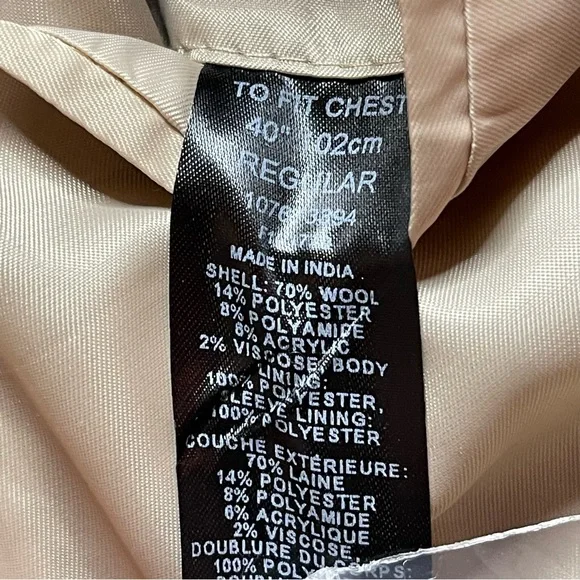 TO FIT CHEST
40" 02cm
REGULAR
MADE IN INDIA
SHELL: 70% WOOL
14% POLYESTER
8% POLYAMIDE
6% ACRYLIC
2% VISCOSE; BODY
LINING:
100% POLYESTER,
SLEEVE LINING:
100% POLYESTER
COUCHE EXTÉRIEURE:
70% LAINE
14% POLYESTER
8% POLYAMIDE
6% ACRYLIQUE
2% VISCOSE,
DOUBLURE DU CORPS:
100% POLY